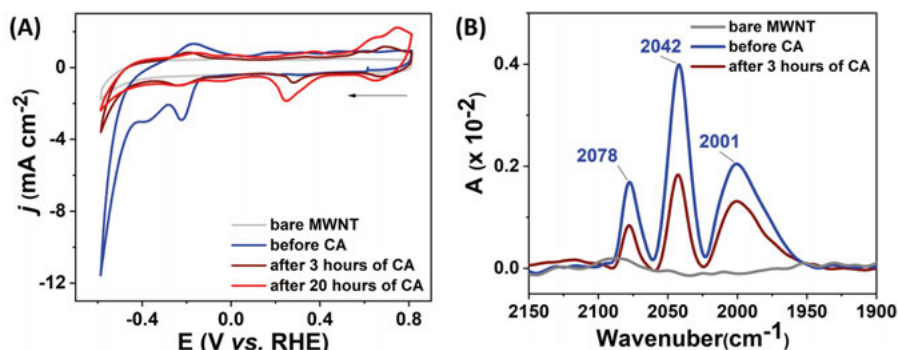 (A)
j (mA cm-2)
0
-4
-8
-12
-0.4
0.0
0.4
0.8
E (V vs. RHE)
bare MWNT
before CA
after 3 hours of CA
after 20 hours of CA
(B)
A (x 10-2)
0.4
0.2
0.0
2078
2042
2001
bare MWNT
before CA
after 3 hours of CA
2150
2100
2050
2000
1950
1900
Wavenuber(cm-1)